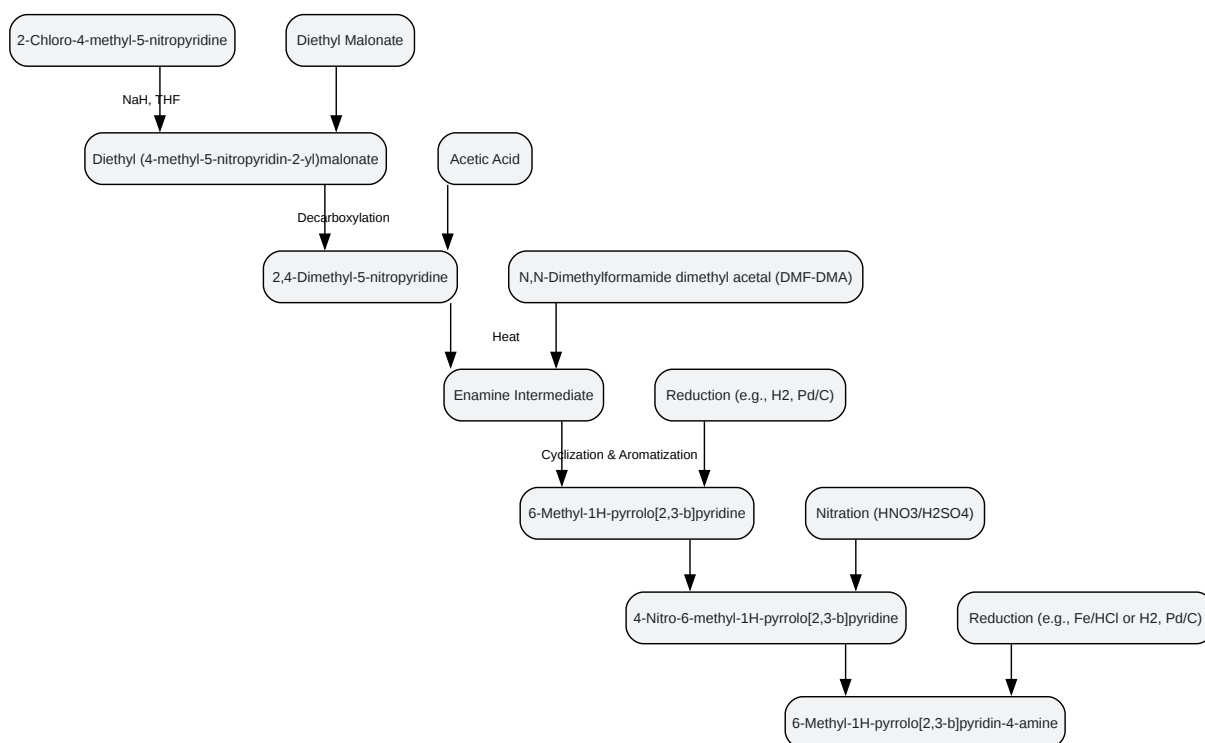 2-Chloro-4-methyl-5-nitropyridine
Diethyl Malonate
NaH, THF
Diethyl (4-methyl-5-nitropyridin-2-yl)malonate
Acetic Acid
Decarboxylation
2,4-Dimethyl-5-nitropyridine
N,N-Dimethylformamide dimethyl acetal (DMF-DMA)
Heat
Enamine Intermediate
Reduction (e.g., H2, Pd/C)
Cyclization & Aromatization
6-Methyl-1H-pyrrolo[2,3-b]pyridine
Nitration (HNO3/H2SO4)
4-Nitro-6-methyl-1H-pyrrolo[2,3-b]pyridine
Reduction (e.g., Fe/HCl or H2, Pd/C)
6-Methyl-1H-pyrrolo[2,3-b]pyridin-4-amine